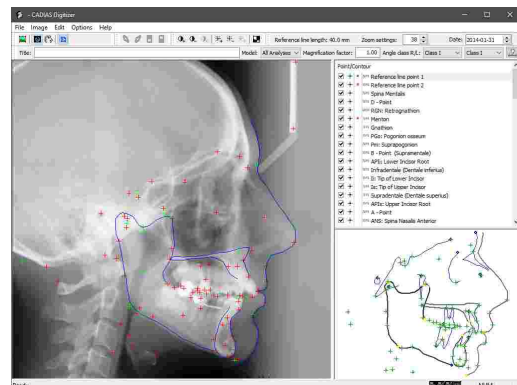 - CADIAS Digitizer
File Image Edit Options Help
Reference line length: 40.0 mm Zoom settings: 38 Date: 2014-01-31
Title: Model: All Analyses Magnification factor: 1.00 Angle class R/L: Class I Class I
Point/Contour
Reference line point 1
Reference line point 2
Spina Mentalis
D - Point
RGN: Retrognathion
Menton
Gnathion
PGs: Pogonion osseum
Pm: Suprapogonion
B - Point (Supramentale)
APIi: Lower Incisor Root
Infradentale (Dentale inferius)
Ii: Tip of Lower Incisor
Is: Tip of Upper Incisor
Supradentale (Dentale superius)
APIs: Upper Incisor Root
A - Point
ANS: Spina Nasalis Anterior